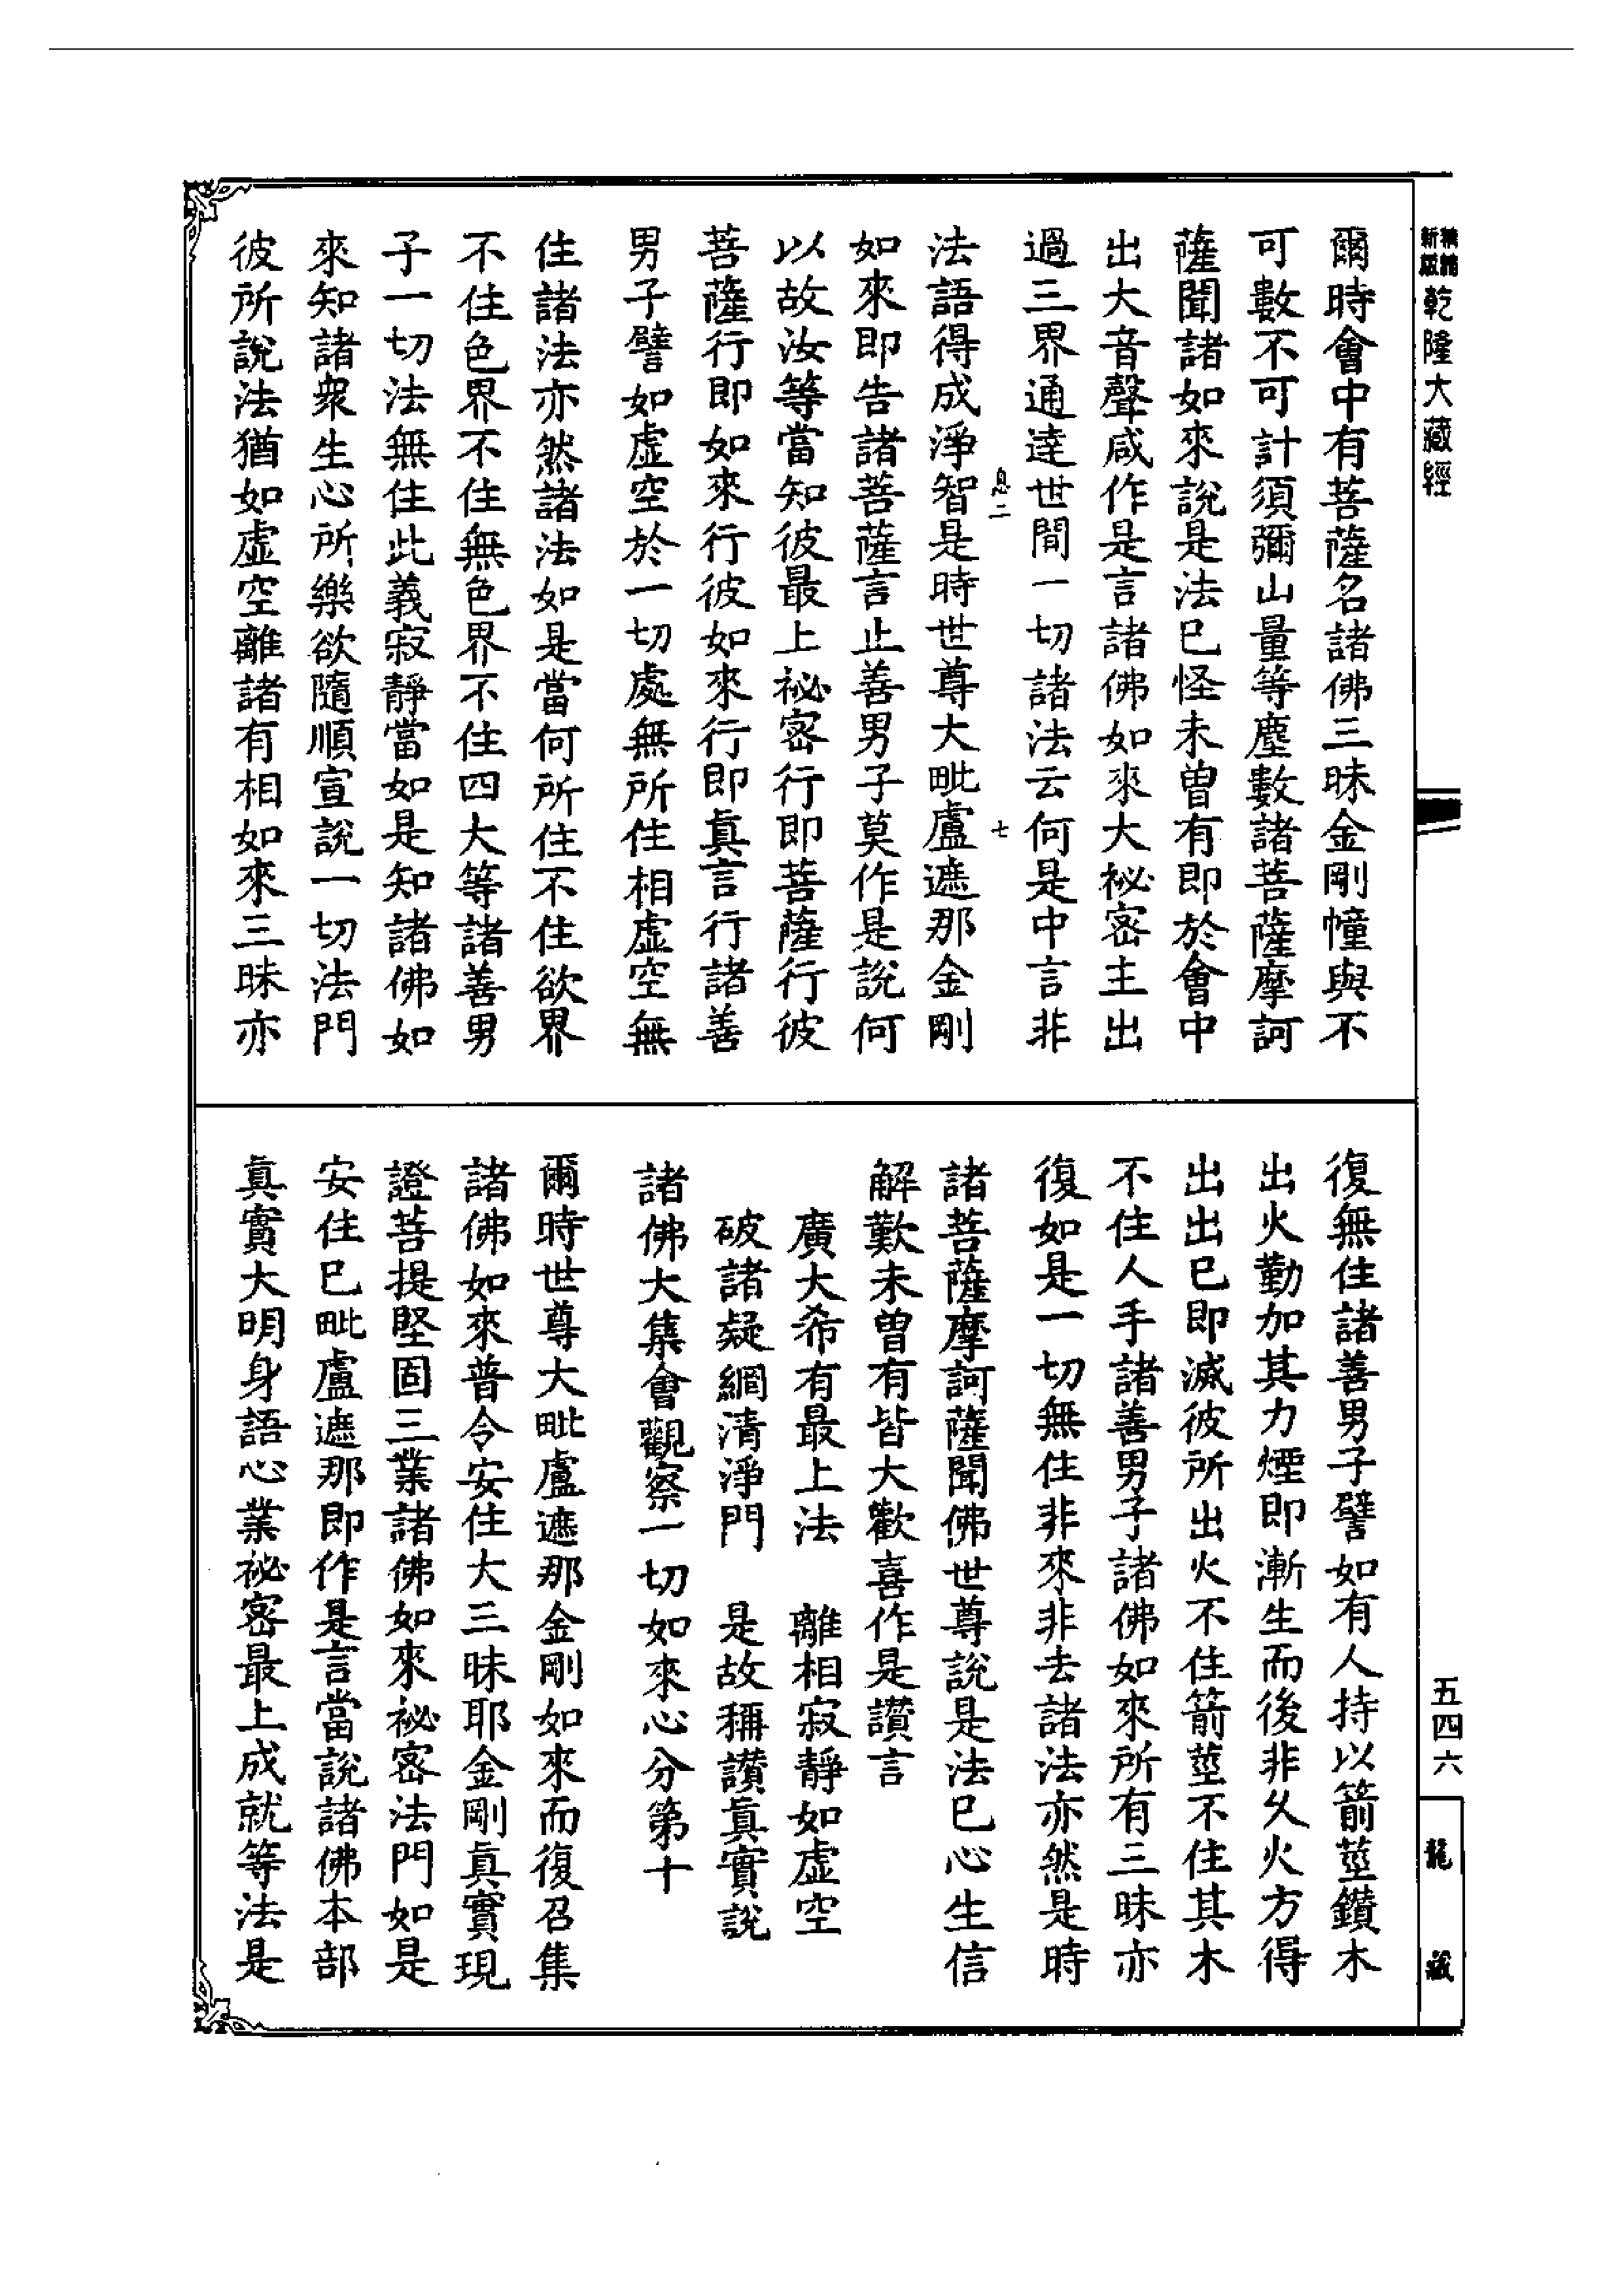 精繕
新版
乾隆大藏經
爾時會中有菩薩名諸佛三昧金剛幢與不
可數不可計須彌山量等塵數諸菩薩摩訶
薩聞諸如來說是法已怪未曾有即於會中
出大音聲咸作是言諸佛如來大祕密主出
過三界通達世間一切諸法云何是中言非
息二
七
法語得成淨智是時世尊大毗盧遮那金剛
如來即告諸菩薩言止善男子莫作是說何
以故汝等當知彼最上祕密行即菩薩行彼
菩薩行即如來行彼如來行即真言行諸善
男子譬如虛空於一切處無所住相虛空無
住諸法亦然諸法如是當何所住不住欲界
不住色界不住無色界不住四大等諸善男
子一切法無住此義寂靜當如是知諸佛如
來知諸衆生心所樂欲隨順宣說一切法門
彼所說法猶如虛空離諸有相如來三昧亦
復無住諸善男子譬如有人持以箭莖鑽木
出火勤加其力煙即漸生而後非久火方得
出出已即滅彼所出火不住箭莖不住其木
不住人手諸善男子諸佛如來所有三昧亦
復如是一切無住非來非去諸法亦然是時
諸菩薩摩訶薩聞佛世尊說是法已心生信
解歎未曾有皆大歡喜作是讚言
廣大希有最上法　離相寂靜如虛空
破諸疑網清淨門　是故稱讚真實說
諸佛大集會觀察一切如來心分第十
爾時世尊大毗盧遮那金剛如來而復召集
諸佛如來普令安住大三昧耶金剛真實現
證菩提堅固三業諸佛如來祕密法門如是
安住已毗盧遮那即作是言當說諸佛本部
真實大明身語心業祕密最上成就等法是
五四六
龍藏